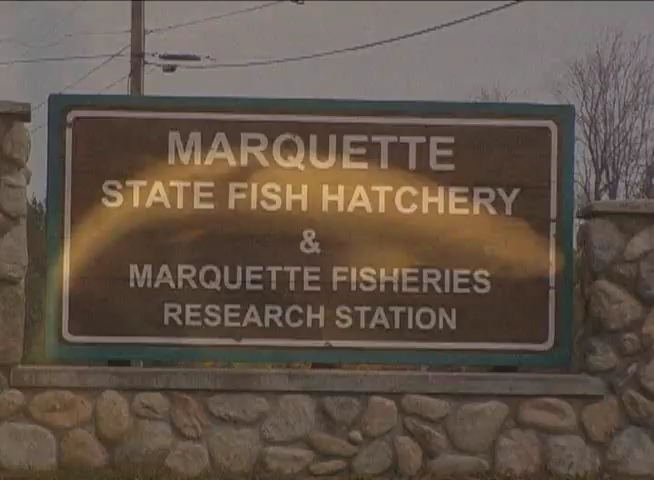 MARQUETTE
STATE FISH HATCHERY
&
MARQUETTE FISHERIES
RESEARCH STATION